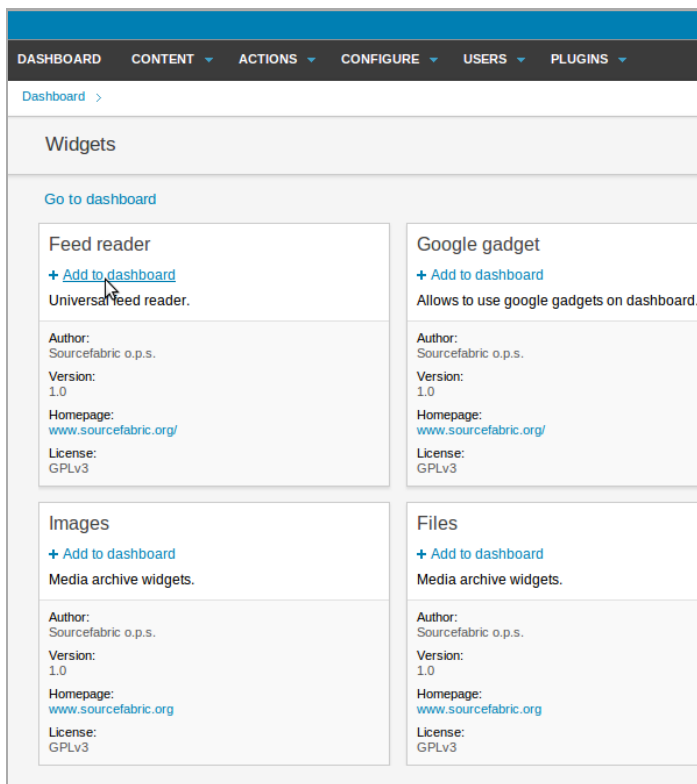 DASHBOARD CONTENT ACTIONS CONFIGURE USERS PLUGINS
Dashboard >
Widgets
Go to dashboard
Feed reader
+ Add to dashboard
Universal feed reader.
Author:
Sourcefabric o.p.s.
Version:
1.0
Homepage:
www.sourcefabric.org/
License:
GPLv3
Google gadget
+ Add to dashboard
Allows to use google gadgets on dashboard.
Author:
Sourcefabric o.p.s.
Version:
1.0
Homepage:
www.sourcefabric.org/
License:
GPLv3
Images
+ Add to dashboard
Media archive widgets.
Author:
Sourcefabric o.p.s.
Version:
1.0
Homepage:
www.sourcefabric.org
License:
GPLv3
Files
+ Add to dashboard
Media archive widgets.
Author:
Sourcefabric o.p.s.
Version:
1.0
Homepage:
www.sourcefabric.org
License:
GPLv3